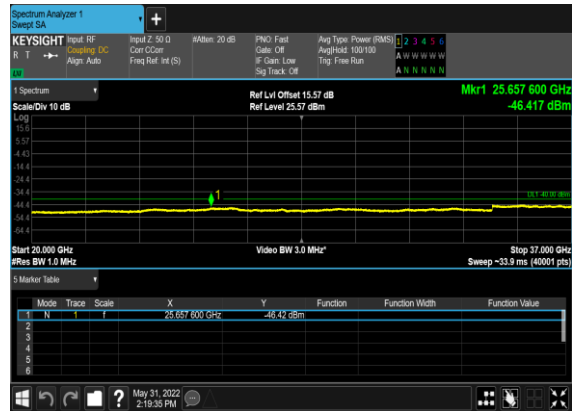 Spectrum Analyzer 1
Swept SA
+
KEYSIGHT Input: RF Input Z: 50 Ω #Atten: 20 dB PNO: Fast Avg Type: Power (RMS) 1 2 3 4 5 6
R T Coupling: DC Corr CCorr Gate: Off Avg|Hold: 100/100 A W W W W W
Align: Auto Freq Ref: Int (S) IF Gain: Low Trig: Free Run
Sig Track: Off A N N N N N
1 Spectrum Ref Lvl Offset 15.57 dB Mkr1 25.657 600 GHz
Scale/Div 10 dB Ref Level 25.57 dBm -46.417 dBm
Log
15.6
5.57
-4.43
-14.4
-24.4
-34.4
1
-44.4
-54.4
-64.4
Start 20.000 GHz Video BW 3.0 MHz* Stop 37.000 GHz
#Res BW 1.0 MHz Sweep ~33.9 ms (40001 pts)
5 Marker Table
Mode Trace Scale X Y Function Function Width Function Value
1 N 1 f 25.657 600 GHz -46.42 dBm
2
3
4
5
6
? May 31, 2022
2:19:35 PM